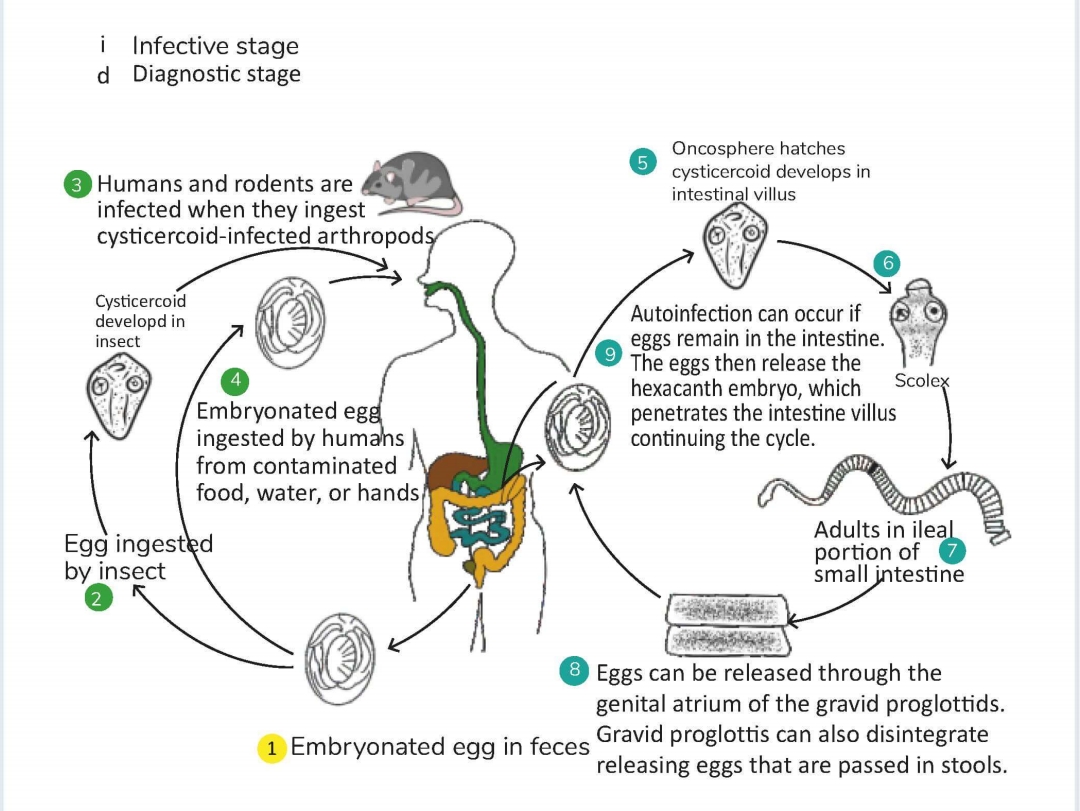 i Infective stage
d Diagnostic stage
3 Humans and rodents are
infected when they ingest
cysticercoid-infected arthropods
Cysticercoid
developd in
insect
4
Embryonated egg
ingested by humans
from contaminated
food, water, or hands
Egg ingested
by insect
2
1 Embryonated egg in feces
5 Oncosphere hatches
cysticercoid develops in
intestinal villus
6
Scolex
Autoinfection can occur if
eggs remain in the intestine.
9 The eggs then release the
hexacanth embryo, which
penetrates the intestine villus
continuing the cycle.
Adults in ileal
portion of 7
small intestine
8 Eggs can be released through the
genital atrium of the gravid proglottids.
Gravid proglottis can also disintegrate
releasing eggs that are passed in stools.